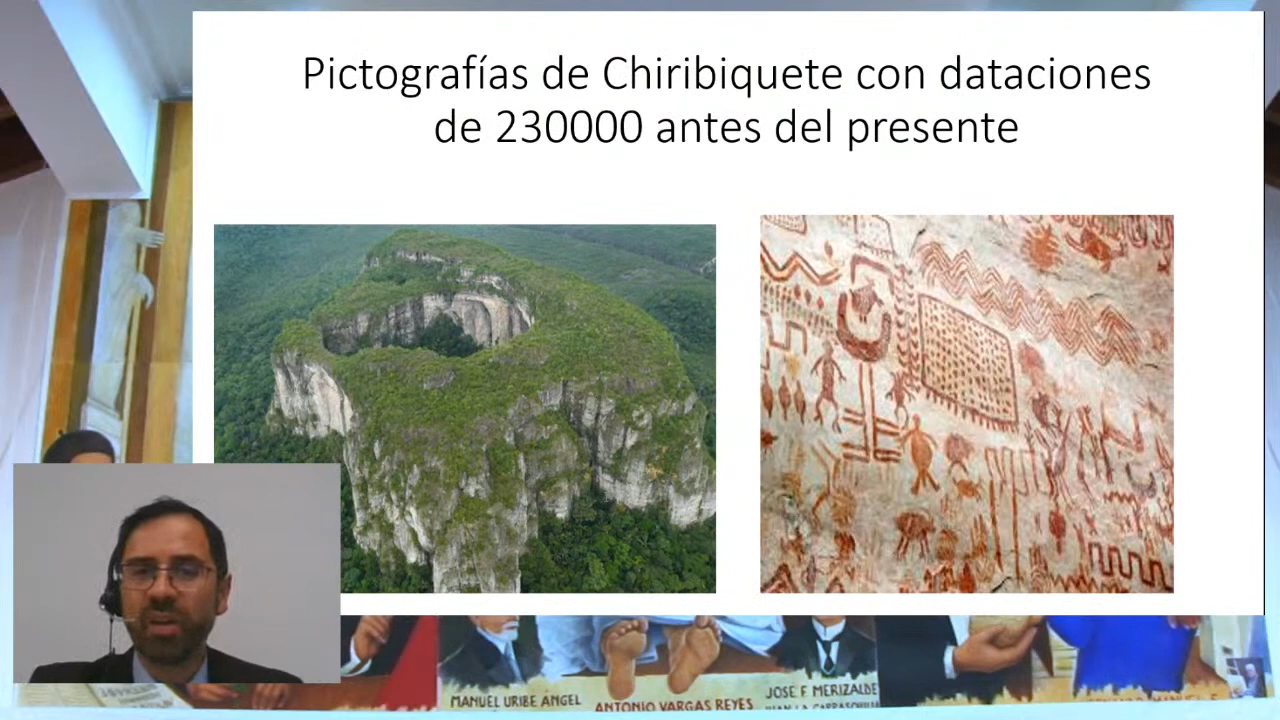 Pictografías de Chiribiquete con dataciones
de 230000 antes del presente
MANUEL URIBE ANGEL
ANTONIO VARGAS REYES
JOSE F. MERIZALDE